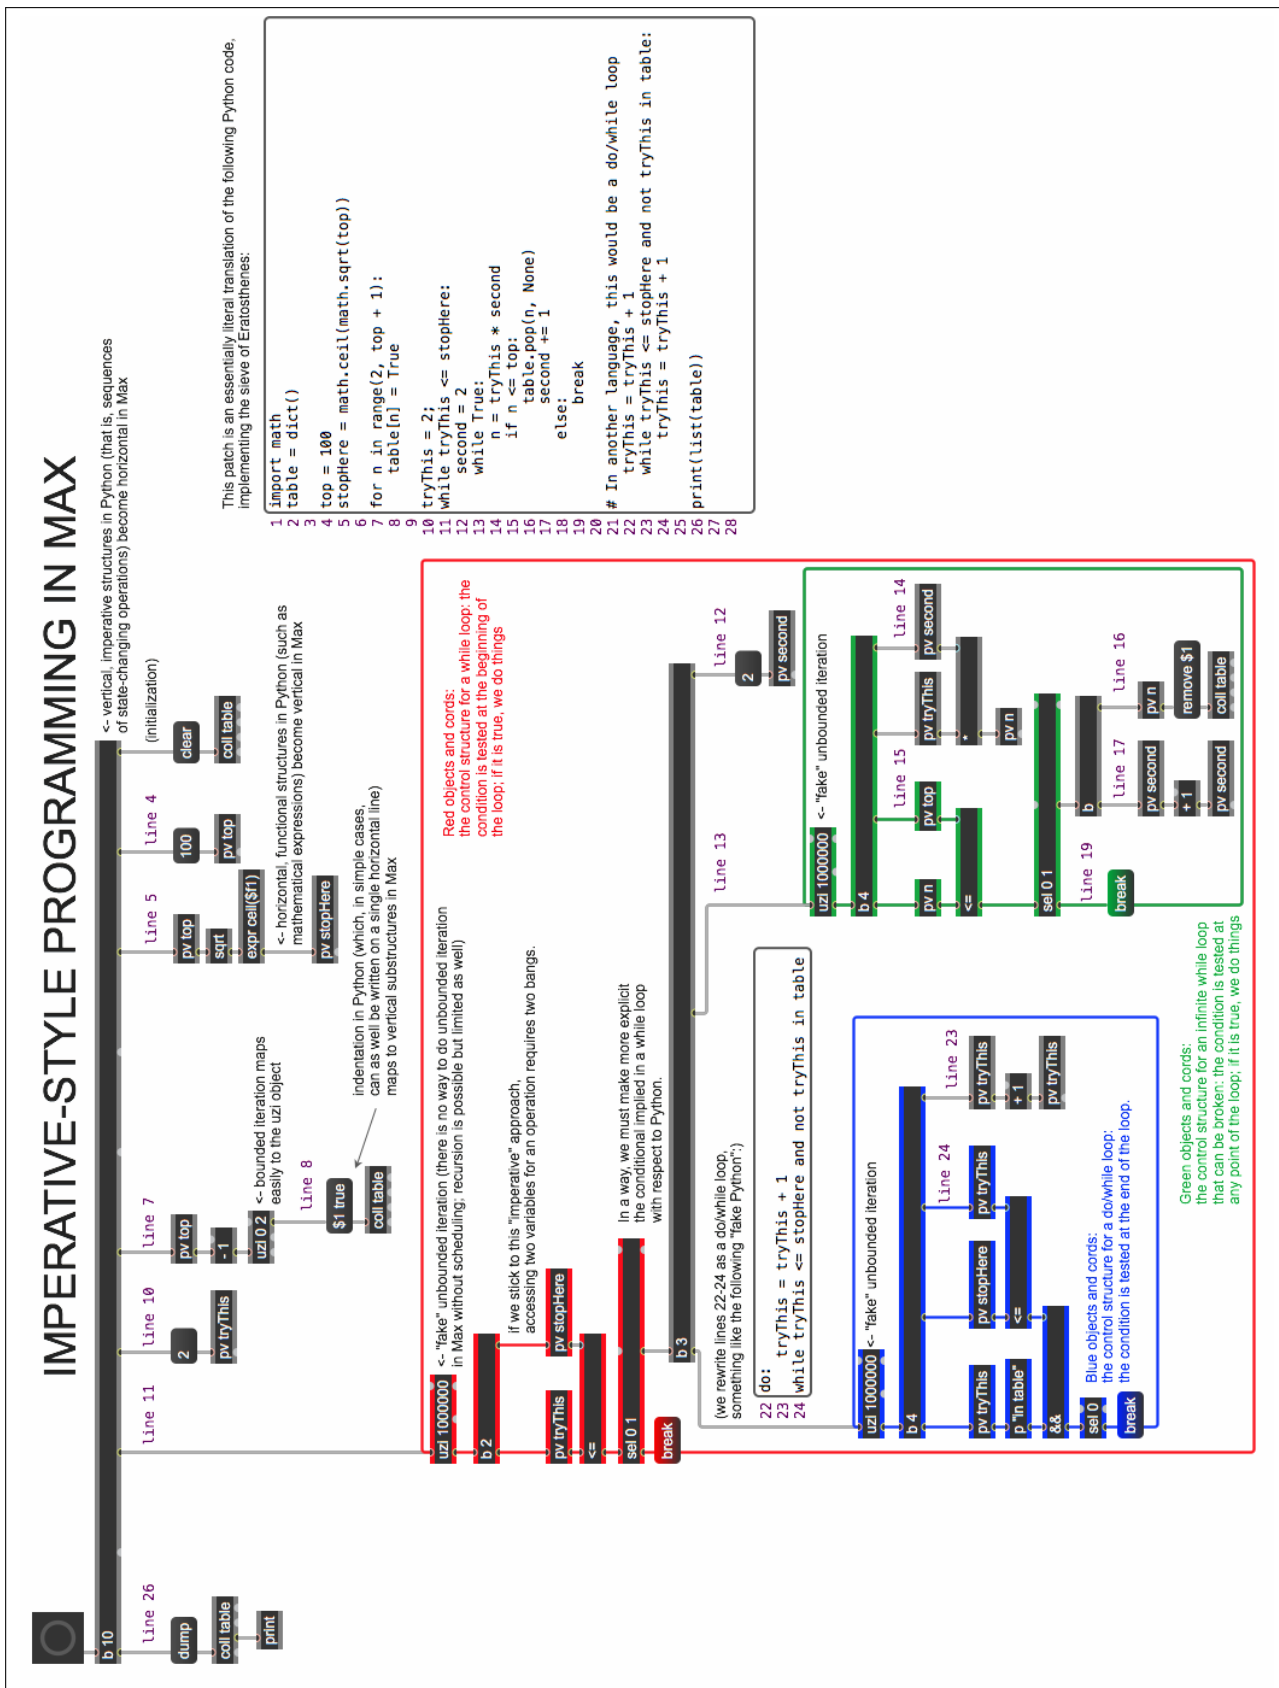 IMPERATIVE-STYLE PROGRAMMING IN MAX
b 10
<- vertical, imperative structures in Python (that is, sequences
of state-changing operations) become horizontal in Max
line 26
dump
coll table
print
line 11
line 10
2
pv tryThis
line 7
pv top
- 1
uzi 0 2
<- bounded iteration maps
easily to the uzi object
line 8
$1 true
coll table
indentation in Python (which, in simple cases,
can as well be written on a single horizontal line)
maps to vertical substructures in Max
line 5
pv top
sqrt
expr ceil($f1)
<- horizontal, functional structures in Python (such as
mathematical expressions) become vertical in Max
pv stopHere
line 4
100
pv top
(initialization)
clear
coll table
This patch is an essentially literal translation of the following Python code,
implementing the sieve of Eratosthenes:
1 import math
2 table = dict()
3
4 top = 100
5 stopHere = math.ceil(math.sqrt(top))
6
7 for n in range(2, top + 1):
8 table[n] = True
9
10 tryThis = 2;
11 while tryThis <= stopHere:
12 second = 2
13 while True:
14 n = tryThis * second
15 if n <= top:
16 table.pop(n, None)
17 second += 1
18 else:
19 break
20
21 # In another language, this would be a do/while loop
22 tryThis = tryThis + 1
23 while tryThis <= stopHere and not tryThis in table:
24 tryThis = tryThis + 1
25
26 print(list(table))
27
28
uzi 1000000
<- "fake" unbounded iteration (there is no way to do unbounded iteration
in Max without scheduling; recursion is possible but limited as well)
b 2
if we stick to this "imperative" approach,
accessing two variables for an operation requires two bangs.
pv tryThis
pv stopHere
<=
sel 0 1
break
In a way, we must make more explicit
the conditional implied in a while loop
with respect to Python.
Red objects and cords:
the control structure for a while loop: the
condition is tested at the beginning of
the loop; if it is true, we do things
b 3
(we rewrite lines 22-24 as a do/while loop,
something like the following "fake Python":)
22 do:
23 tryThis = tryThis + 1
24 while tryThis <= stopHere and not tryThis in table
line 13
line 12
2
pv second
uzi 1000000
<- "fake" unbounded iteration
b 4
line 24
line 23
pv tryThis
pv stopHere
pv tryThis
pv tryThis
p "in table"
<=
+ 1
&&
pv tryThis
sel 0
break
Blue objects and cords:
the control structure for a do/while loop:
the condition is tested at the end of the loop.
uzi 1000000
<- "fake" unbounded iteration
b 4
line 15
line 14
pv n
pv top
pv tryThis
pv second
<=
*
pv n
sel 0 1
line 19
break
b
line 17
line 16
pv second
pv n
+ 1
remove $1
pv second
coll table
Green objects and cords:
the control structure for an infinite while loop
that can be broken: the condition is tested at
any point of the loop; if it is true, we do things